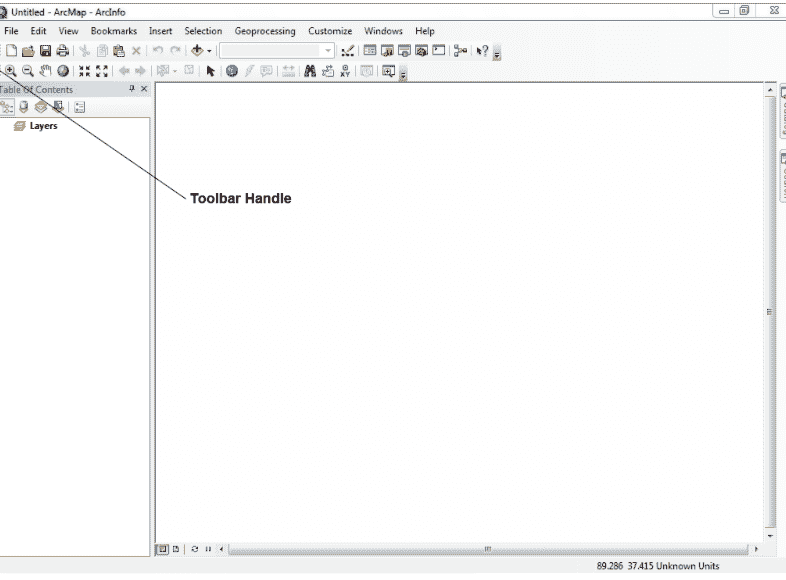 Untitled - ArcMap - ArcInfo
File Edit View Bookmarks Insert Selection Geoprocessing Customize Windows Help
Table Of Contents
Layers
Toolbar Handle
89.286 37.415 Unknown Units